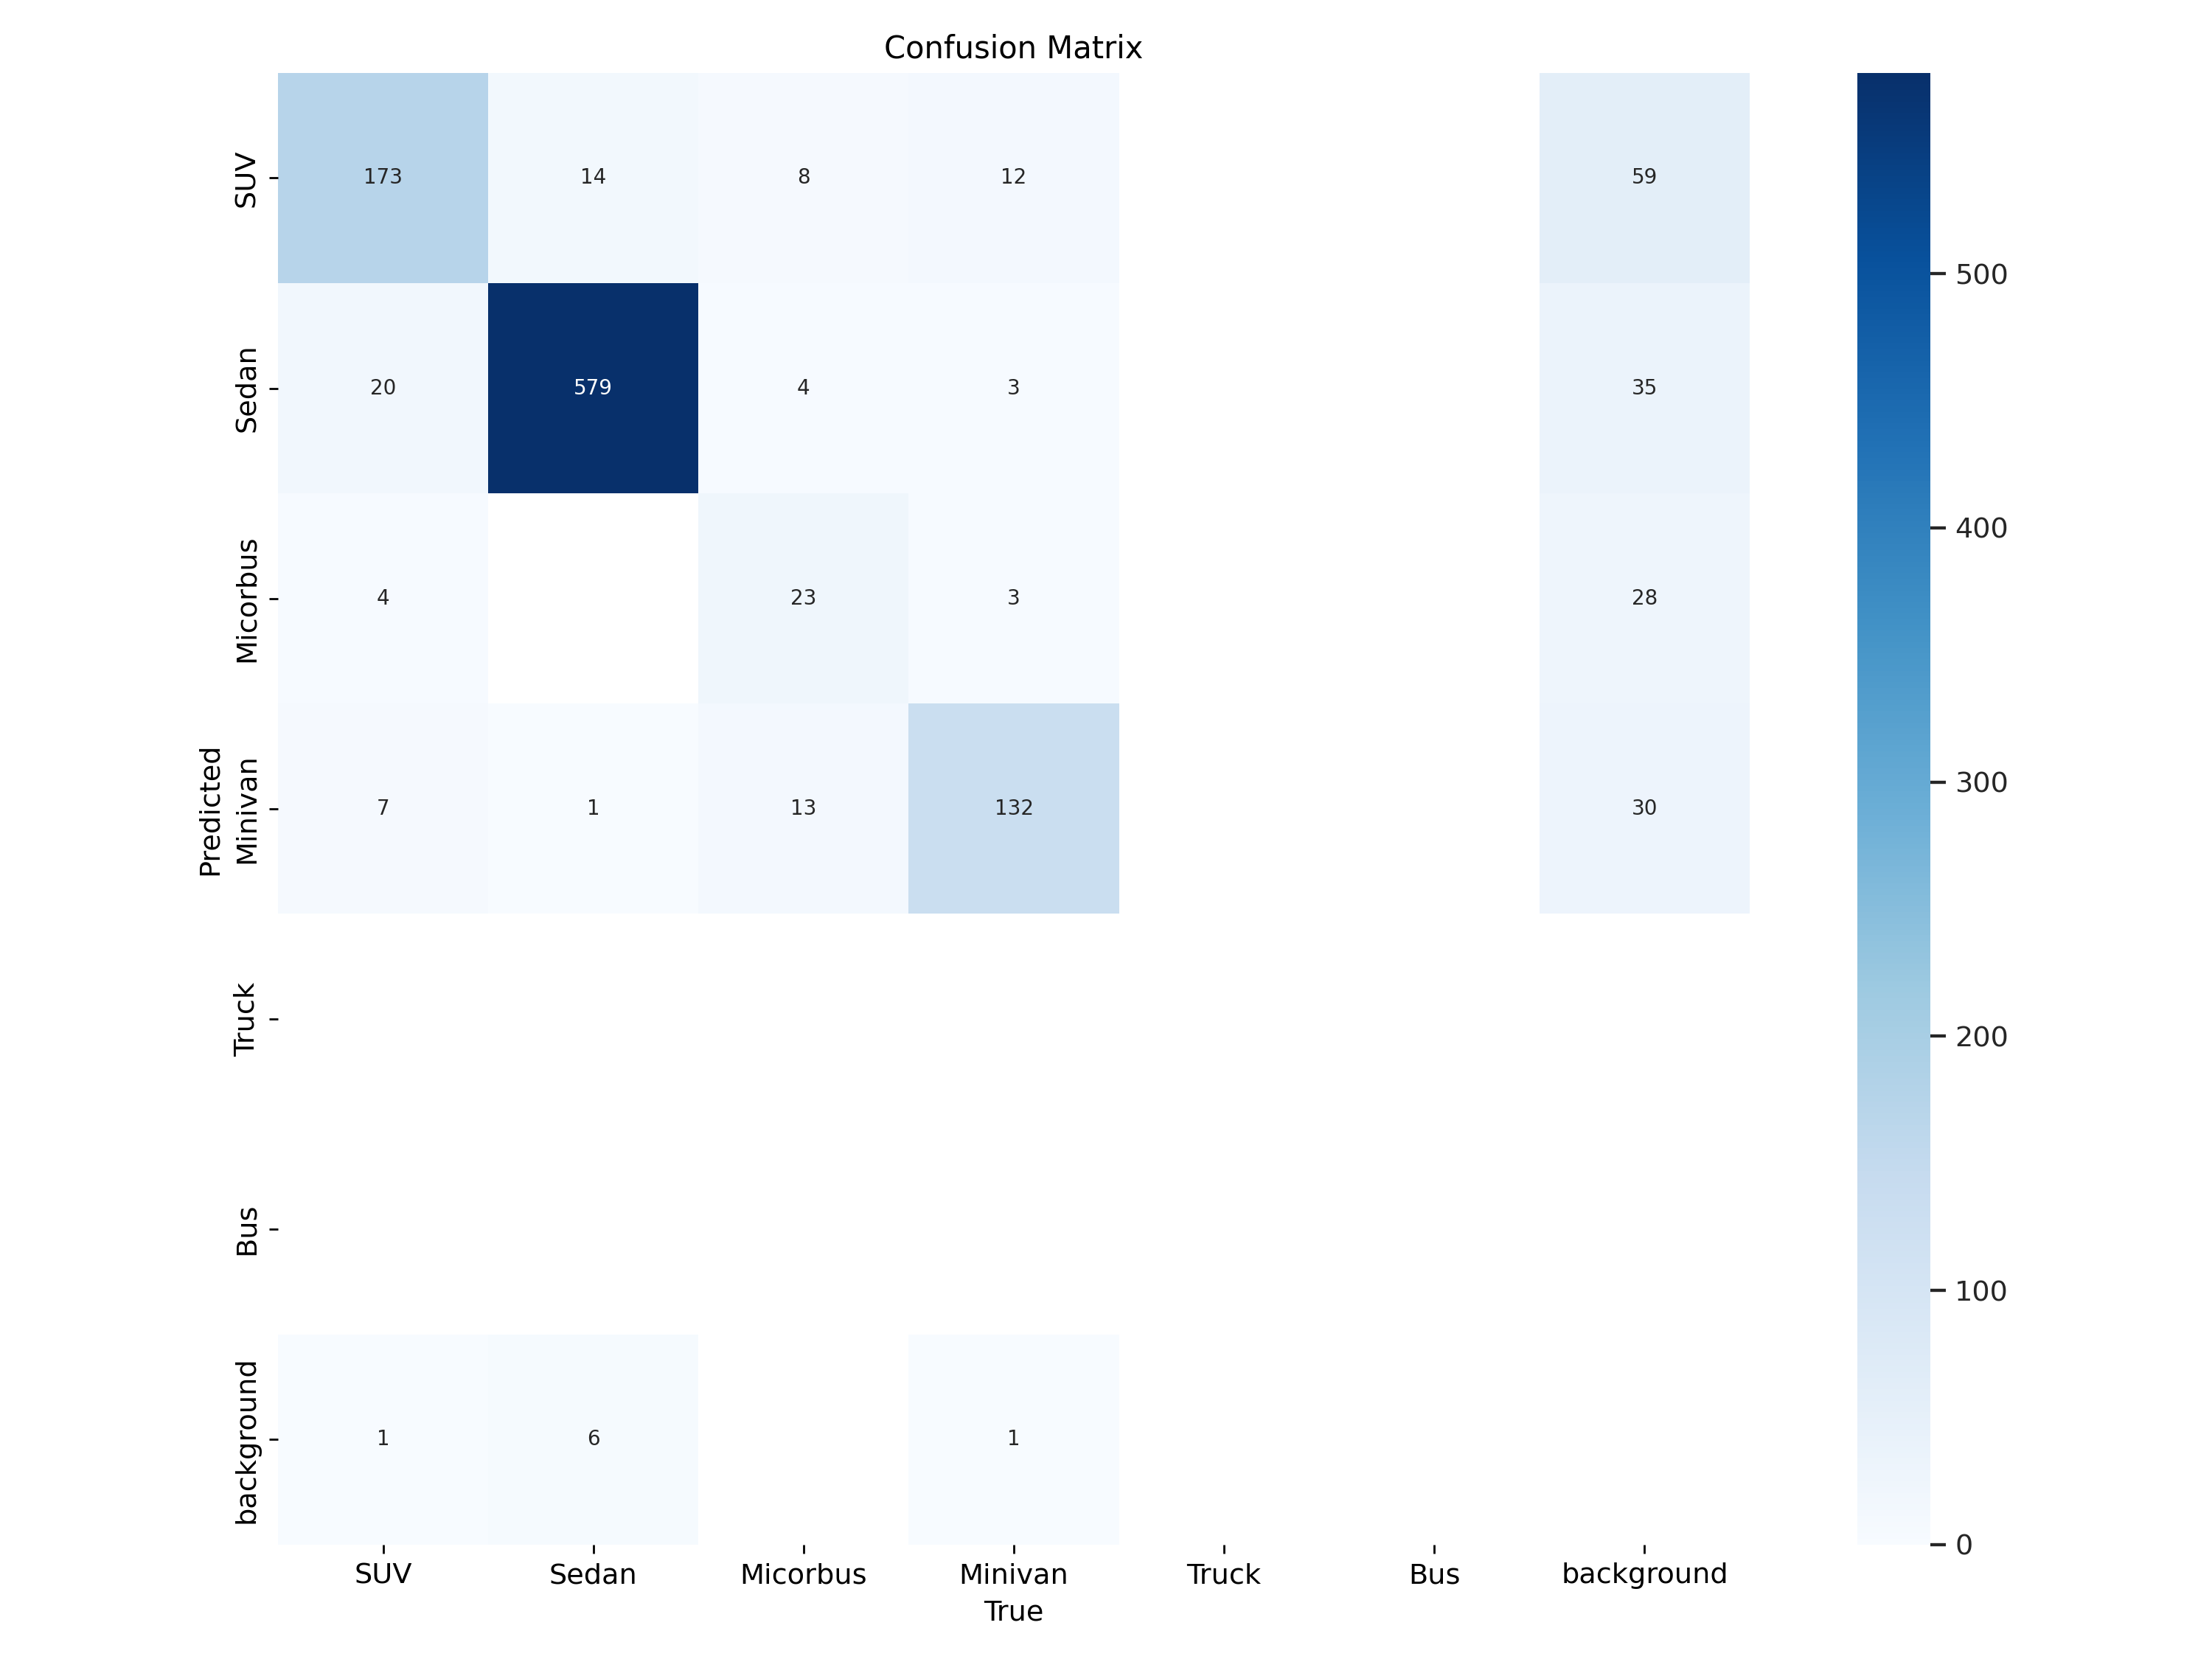 Confusion Matrix
SUV 173 14 8 12 59
500
Sedan 20 579 4 3 35
400
Micorbus 4 23 3 28
300
Predicted
Minivan 7 1 13 132 30
200
Truck
Bus
100
background 1 6 1
0
SUV Sedan Micorbus Minivan Truck Bus background
True